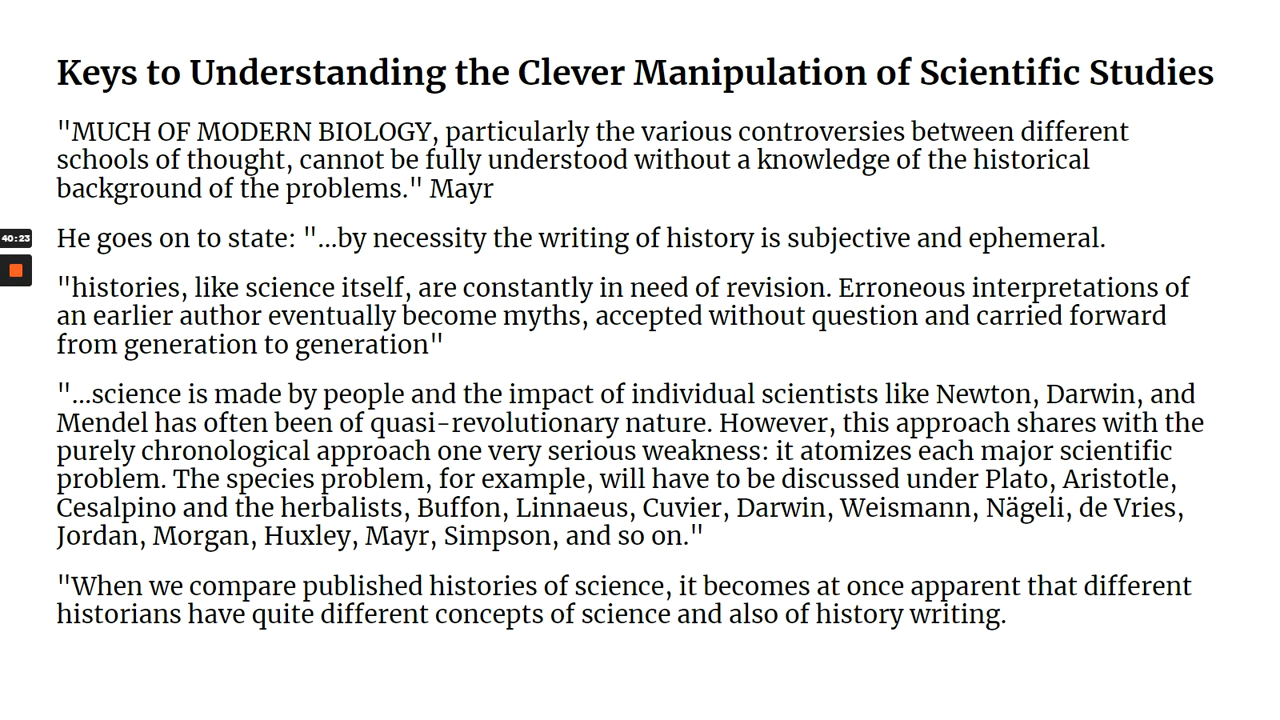 Keys to Understanding the Clever Manipulation of Scientific Studies
"MUCH OF MODERN BIOLOGY, particularly the various controversies between different
schools of thought, cannot be fully understood without a knowledge of the historical
background of the problems." Mayr
40:23
He goes on to state: "...by necessity the writing of history is subjective and ephemeral.
"histories, like science itself, are constantly in need of revision. Erroneous interpretations of
an earlier author eventually become myths, accepted without question and carried forward
from generation to generation"
"...science is made by people and the impact of individual scientists like Newton, Darwin, and
Mendel has often been of quasi-revolutionary nature. However, this approach shares with the
purely chronological approach one very serious weakness: it atomizes each major scientific
problem. The species problem, for example, will have to be discussed under Plato, Aristotle,
Cesalpino and the herbalists, Buffon, Linnaeus, Cuvier, Darwin, Weismann, Nägeli, de Vries,
Jordan, Morgan, Huxley, Mayr, Simpson, and so on."
"When we compare published histories of science, it becomes at once apparent that different
historians have quite different concepts of science and also of history writing.